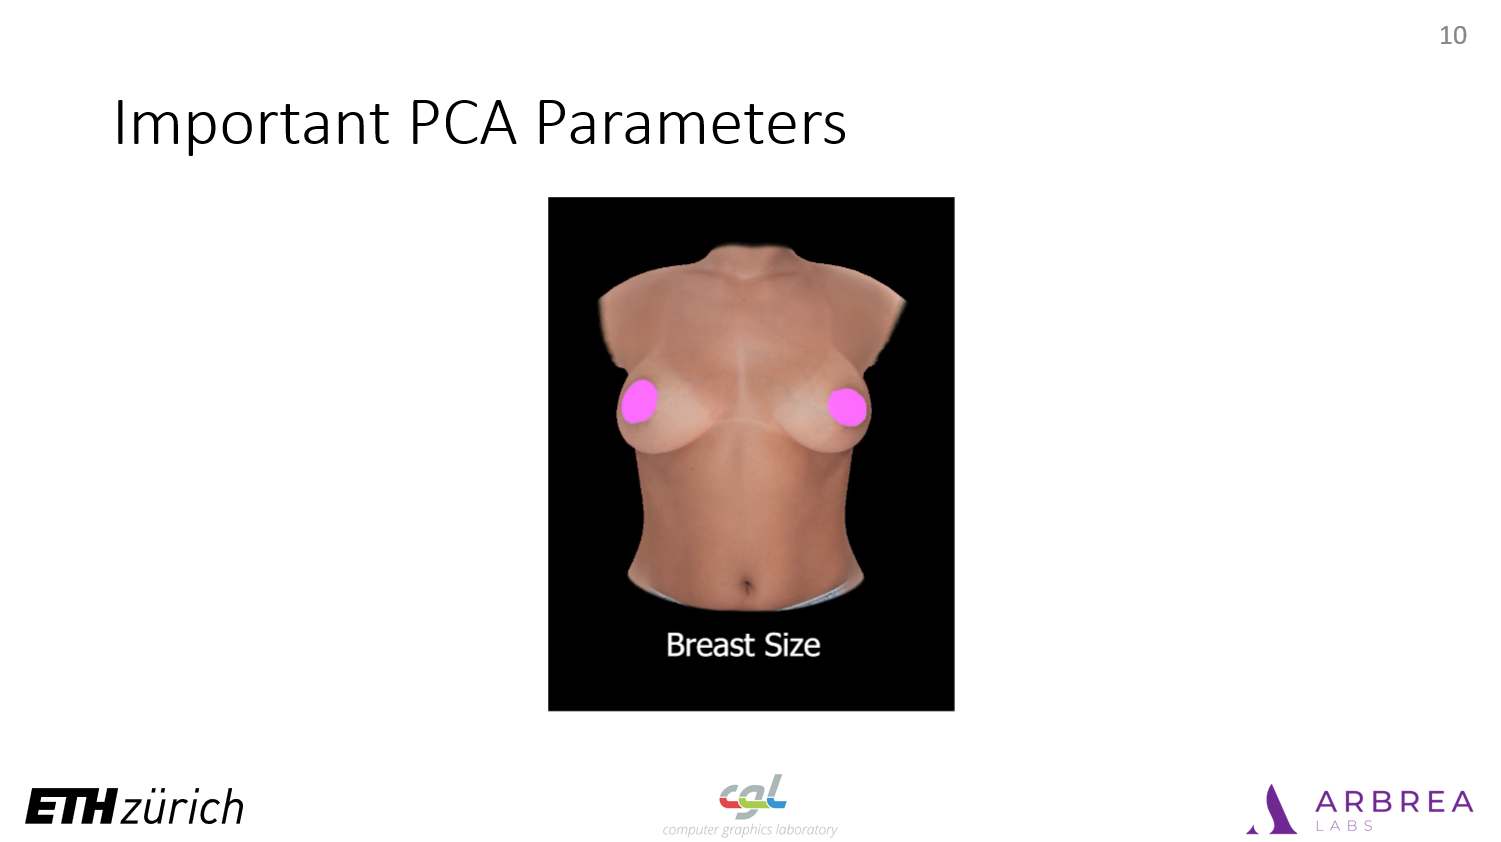 10
Important PCA Parameters
Breast Size
ETH zürich
cgl
computer graphics laboratory
ARBREA
LABS